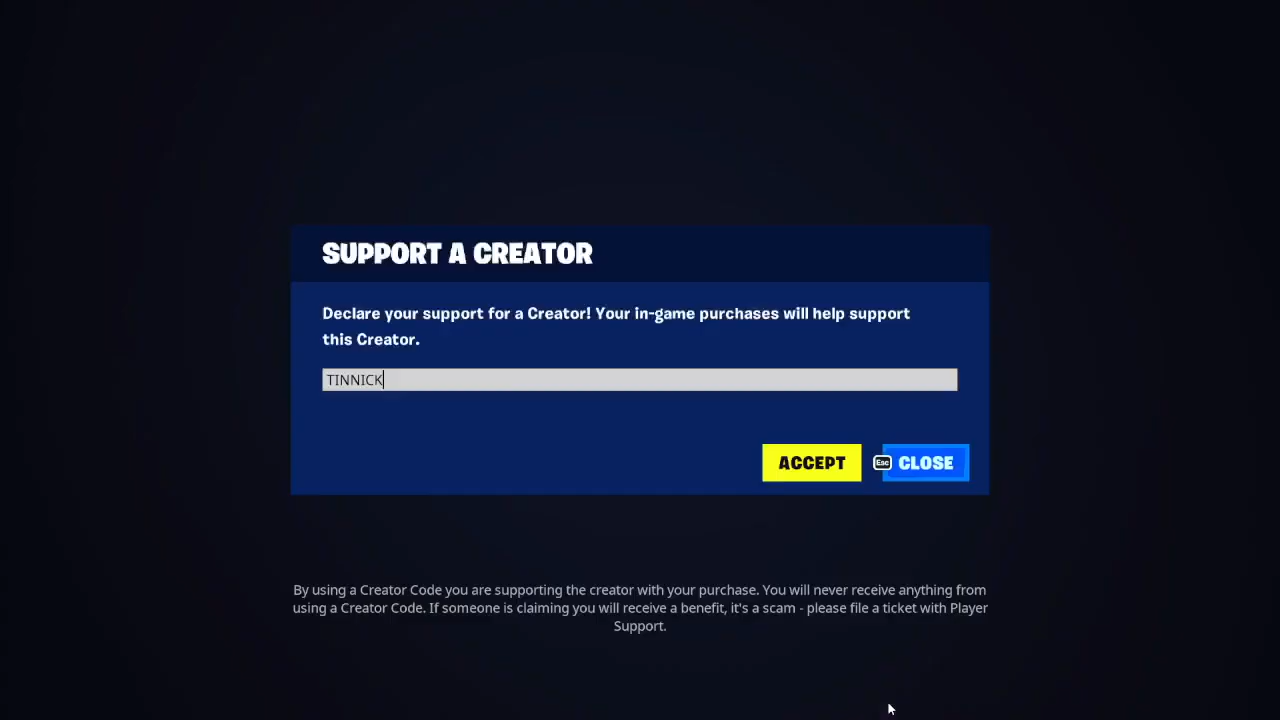 SUPPORT A CREATOR
Declare your support for a Creator! Your in-game purchases will help support
this Creator.
TINNICK
ACCEPT
Esc CLOSE
By using a Creator Code you are supporting the creator with your purchase. You will never receive anything from
using a Creator Code. If someone is claiming you will receive a benefit, it's a scam - please file a ticket with Player
Support.